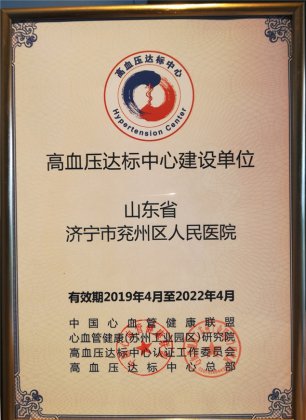 高血压达标中心
Hypertension Center
高血压达标中心建设单位
山东省
济宁市兖州区人民医院
有效期2019年4月至2022年4月
中国心血管健康联盟
心血管健康(苏州工业园区)研究院
高血压达标中心认证工作委员会
高血压达标中心总部